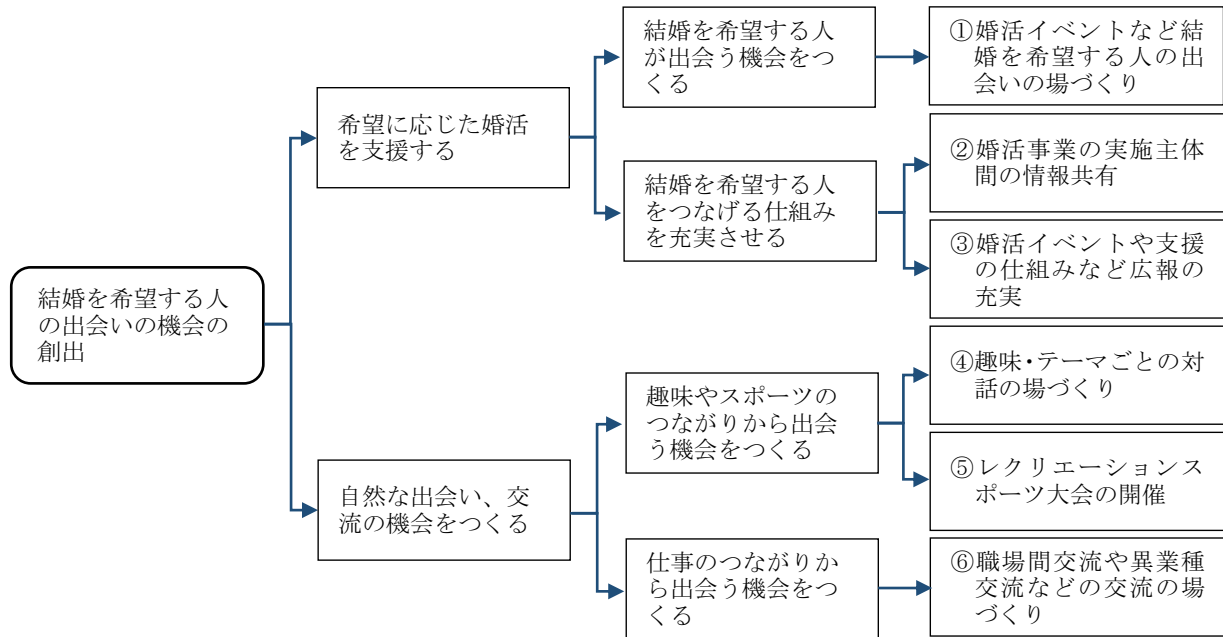 結婚を希望する人
の出会いの機会の
創出
希望に応じた婚活
を支援する
結婚を希望する人
が出会う機会をつ
くる
①婚活イベントなど結
婚を希望する人の出
会いの場づくり
結婚を希望する人
をつなげる仕組み
を充実させる
②婚活事業の実施主体
間の情報共有
③婚活イベントや支援
の仕組みなど広報の
充実
自然な出会い、交
流の機会をつくる
趣味やスポーツの
つながりから出会
う機会をつくる
④趣味・テーマごとの対
話の場づくり
⑤レクリエーションス
ポーツ大会の開催
仕事のつながりか
ら出会う機会をつ
くる
⑥職場間交流や異業種
交流などの交流の場
づくり